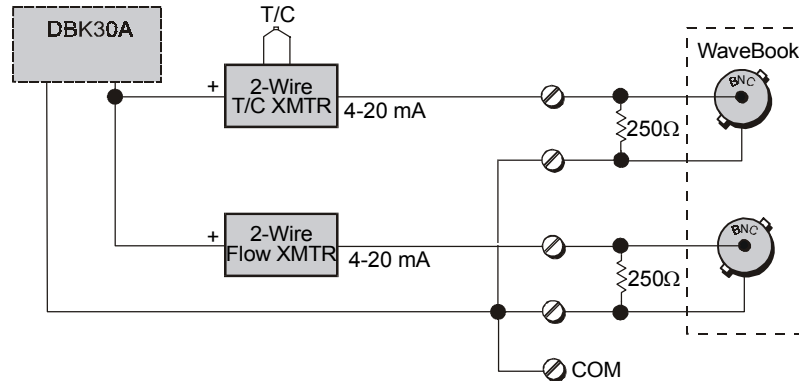 DBK30A
T/C
WaveBook
+
2-Wire
T/C XMTR
4-20 mA
250Ω
BNC
+
2-Wire
Flow XMTR
4-20 mA
250Ω
BNC
COM